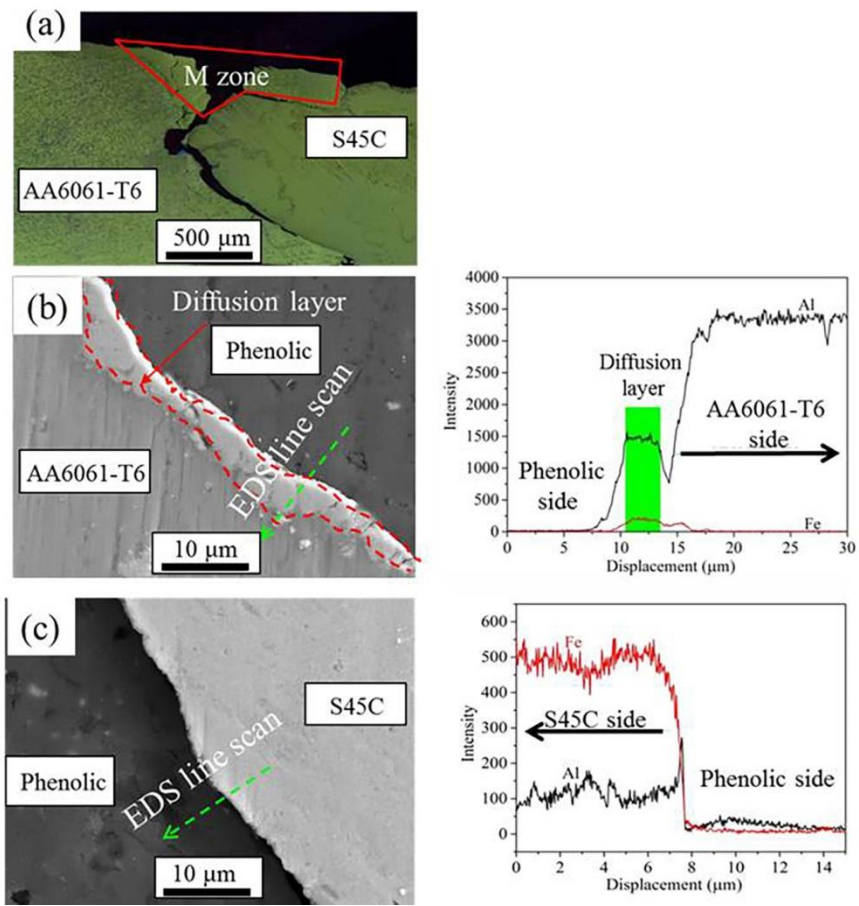 (a)
M zone
S45C
AA6061-T6
500 µm
(b)
Diffusion layer
Phenolic
EDS line scan
AA6061-T6
10 µm
4000
3500
3000
2500
2000
1500
1000
500
0
Intensity
Al
Diffusion
layer
AA6061-T6
side
Phenolic
side
Fe
0 5 10 15 20 25 30
Displacement (µm)
(c)
S45C
EDS line scan
Phenolic
10 µm
600
500
400
300
200
100
0
Intensity
Fe
S45C side
Al
Phenolic side
0 2 4 6 8 10 12 14
Displacement (µm)